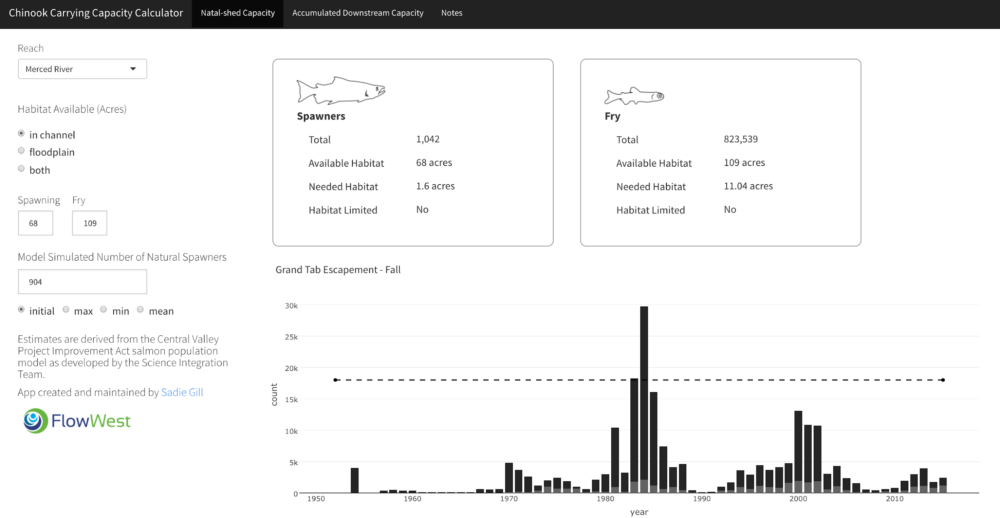 Chinook Carrying Capacity Calculator Natal-shed Capacity Accumulated Downstream Capacity Notes
Reach
Merced River
Habitat Available (Acres)
in channel
floodplain
both
Spawning Fry
68 109
Model Simulated Number of Natural Spawners
904
initial max min mean
Estimates are derived from the Central Valley
Project Improvement Act salmon population
model as developed by the Science Integration
Team.
App created and maintained by Sadie Gill
FlowWest
Spawners
Total 1,042
Available Habitat 68 acres
Needed Habitat 1.6 acres
Habitat Limited No
Fry
Total 823,539
Available Habitat 109 acres
Needed Habitat 11.04 acres
Habitat Limited No
Grand Tab Escapement - Fall
30k
25k
20k
15k
10k
5k
0
count
1950 1960 1970 1980 1990 2000 2010
year